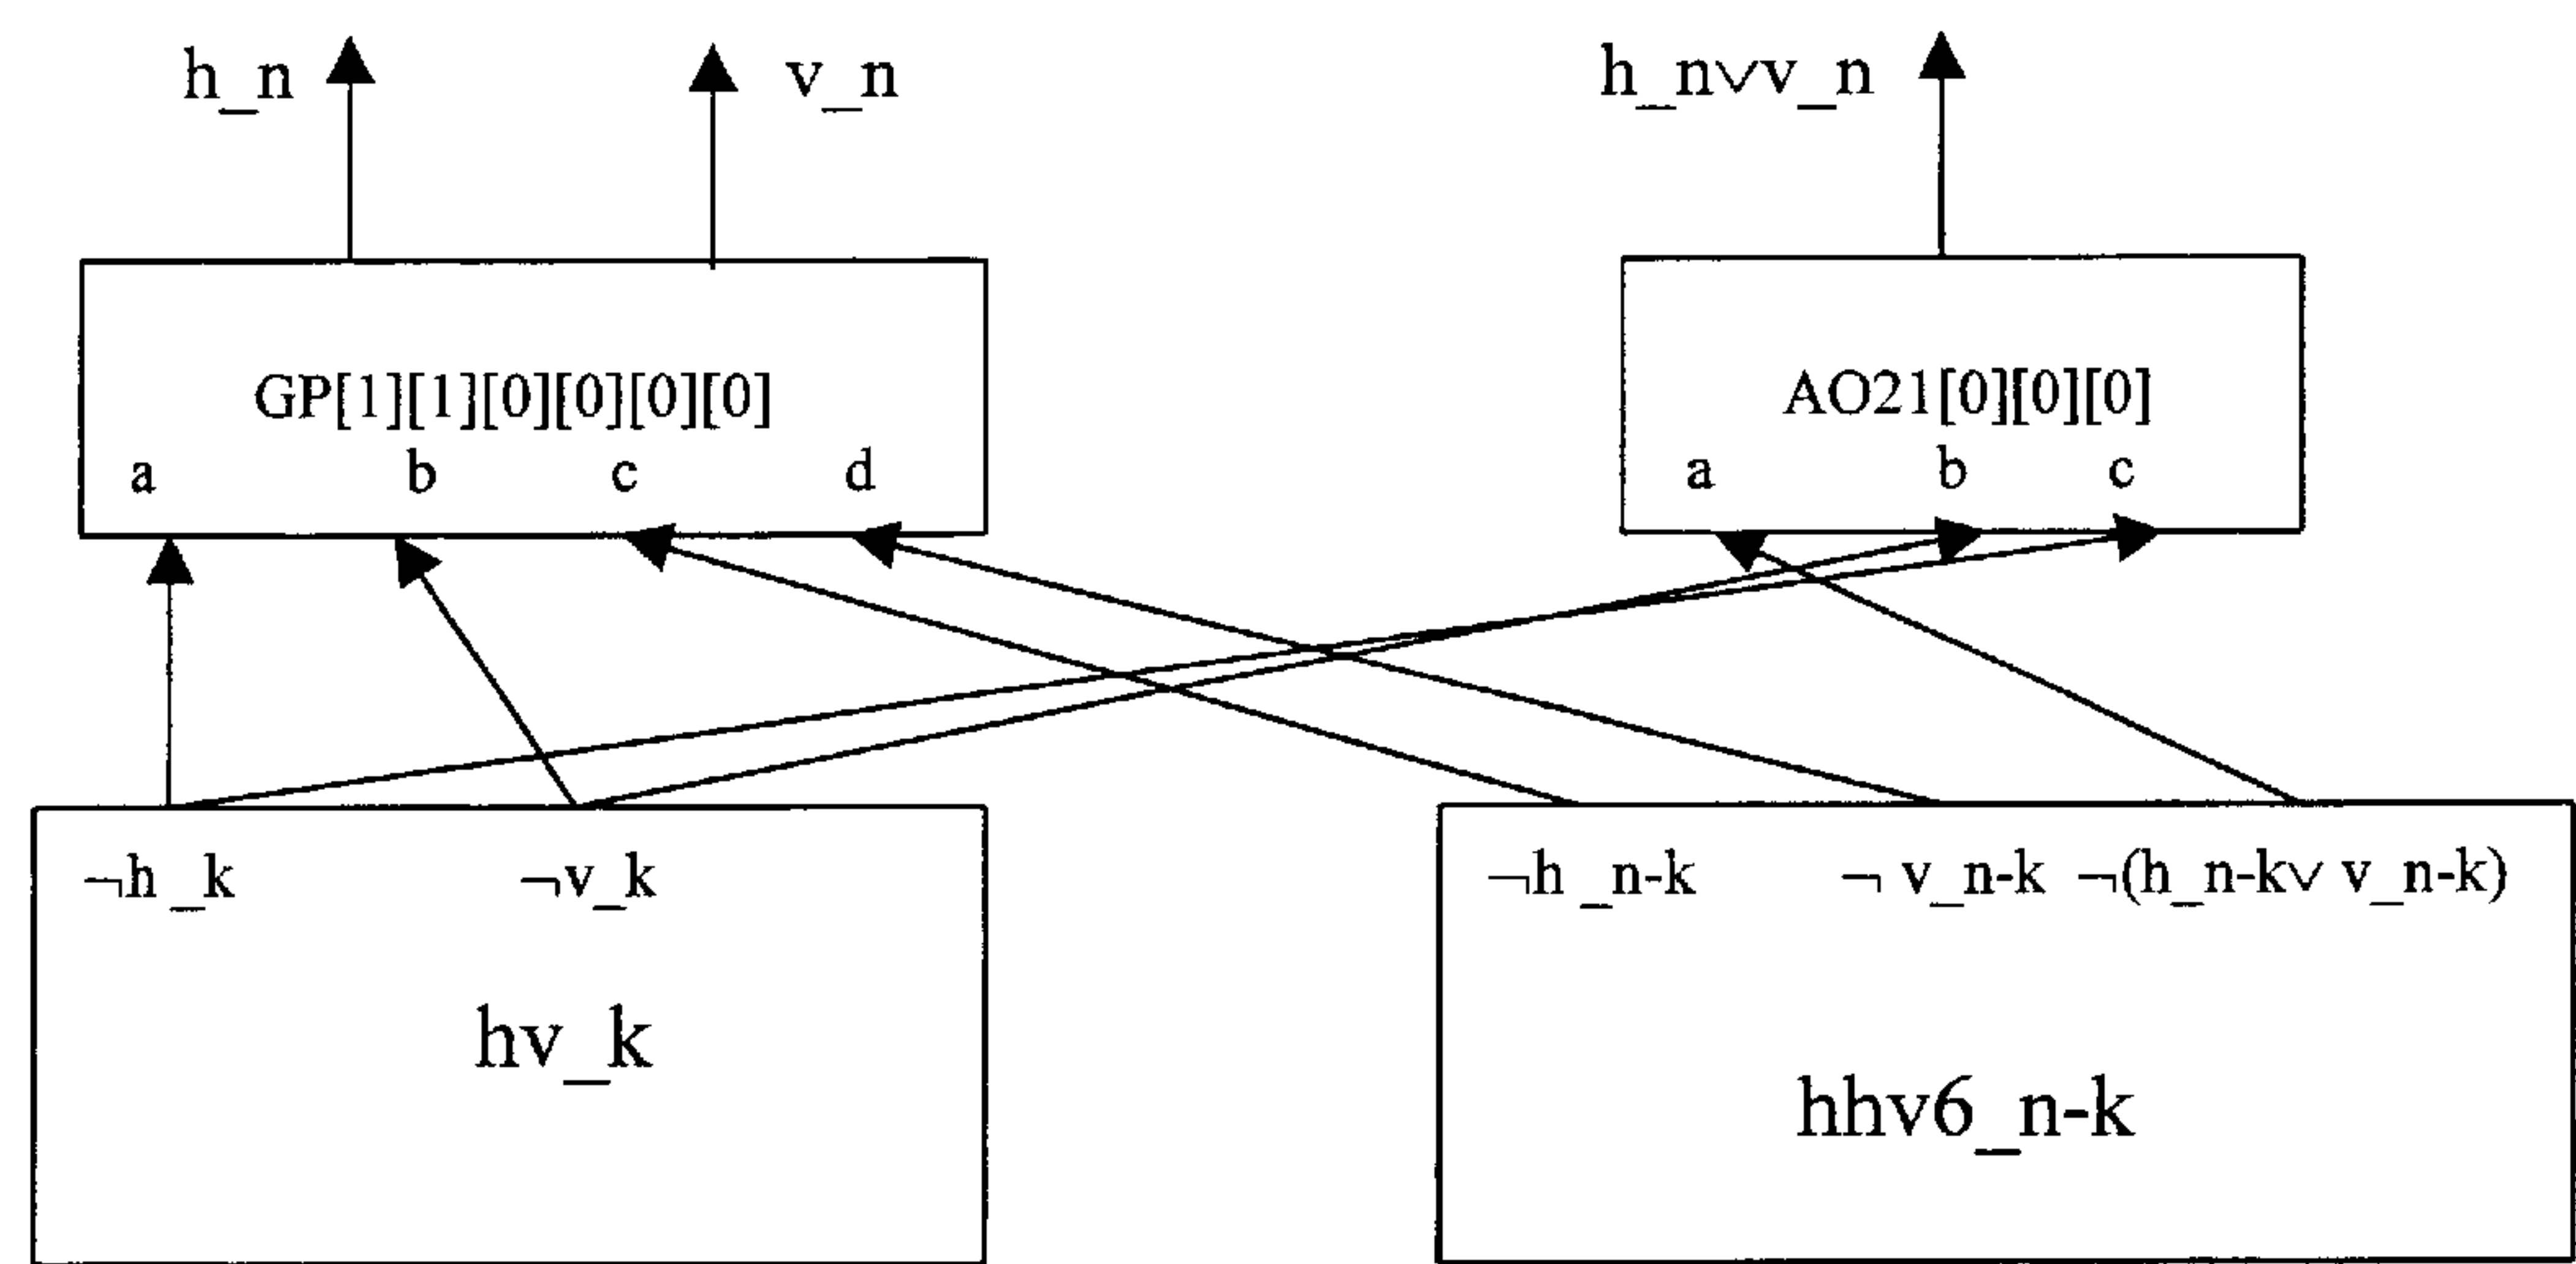 h_n v_n h_n∨v_n
GP[1][1][0][0][0][0] AO21[0][0][0]
a b c d a b c
¬h _k ¬v_k ¬h _n-k ¬ v_n-k ¬(h_n-k∨ v_n-k)
hv_k
hhv6_n-k